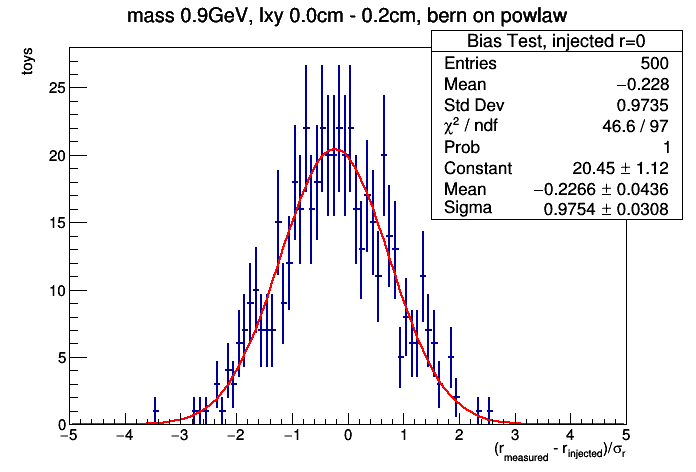 mass 0.9GeV, lxy 0.0cm - 0.2cm, bern on powlaw
Bias Test, injected r=0
Entries 500
Mean −0.228
Std Dev 0.9735
χ² / ndf 46.6 / 97
Prob 1
Constant 20.45 ± 1.12
Mean −0.2266 ± 0.0436
Sigma 0.9754 ± 0.0308
toys
25
20
15
10
5
0
−5 −4 −3 −2 −1 0 1 2 3 4 5
(r_measured - r_injected)/σ_r